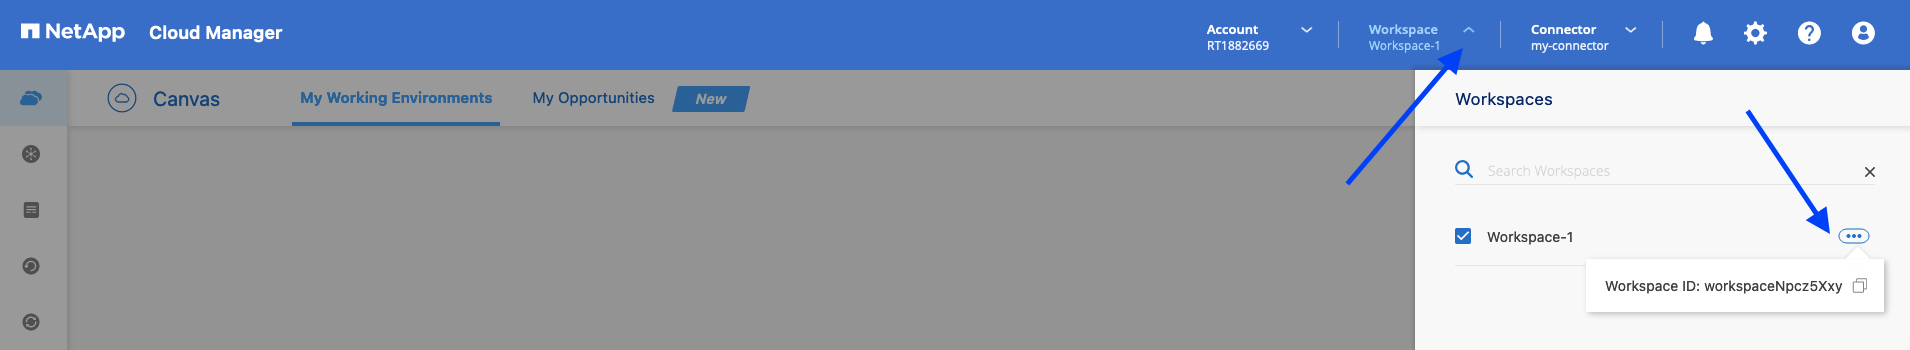 NetApp Cloud Manager
Account
RT1882669
Workspace
Workspace-1
Connector
my-connector
Canvas
My Working Environments
My Opportunities
New
Workspaces
Search Workspaces
Workspace-1
Workspace ID: workspaceNpcz5Xxy